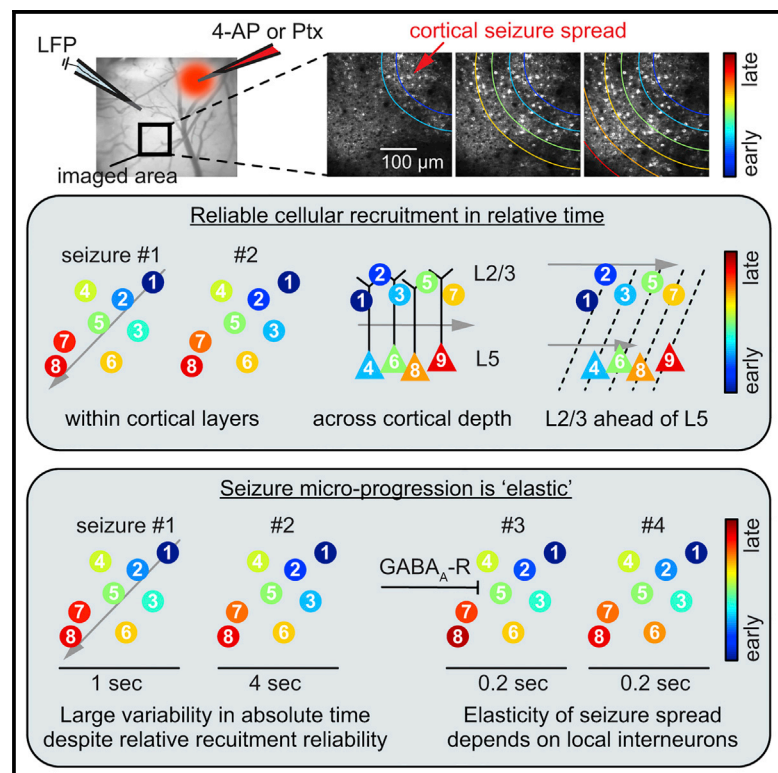 LFP
4-AP or Ptx
cortical seizure spread
imaged area
100 µm
late
early
Reliable cellular recruitment in relative time
seizure #1
#2
1
2
3
4
5
6
7
8
1
2
3
4
5
6
7
8
1
2
3
5
7
L2/3
4
6
8
9
L5
1
2
3
5
7
4
6
8
9
late
early
within cortical layers
across cortical depth
L2/3 ahead of L5
Seizure micro-progression is 'elastic'
seizure #1
#2
#3
#4
1
2
3
4
5
6
7
8
1
2
3
4
5
6
7
8
GABA_A-R
1
2
3
4
5
6
7
8
1
2
3
4
5
6
7
8
late
early
1 sec
4 sec
0.2 sec
0.2 sec
Large variability in absolute time
despite relative recuitment reliability
Elasticity of seizure spread
depends on local interneurons